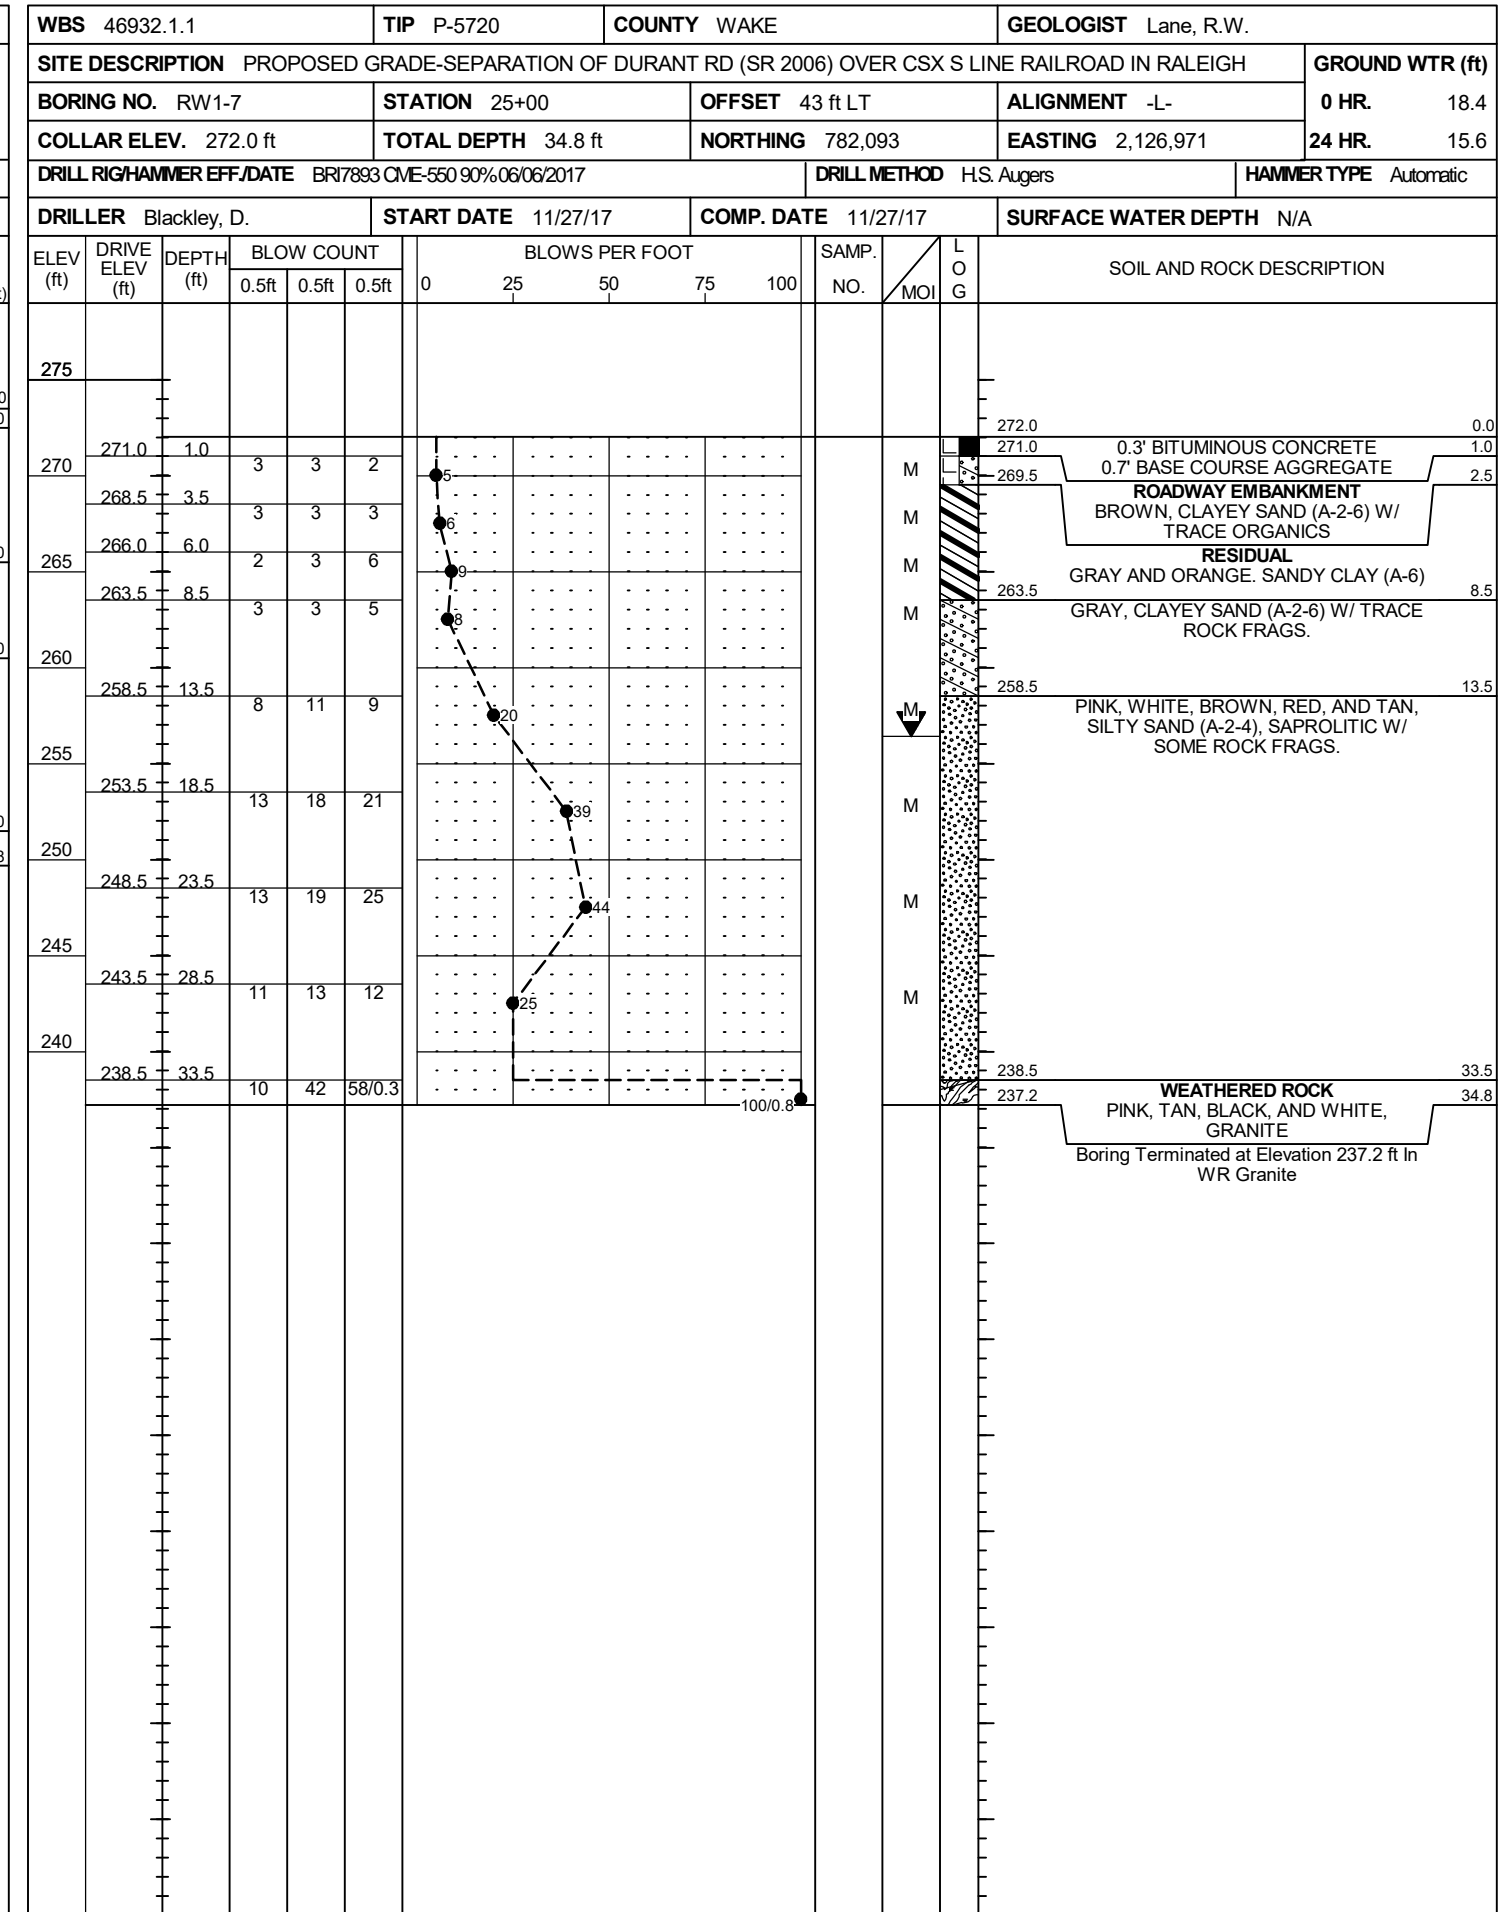 WBS 46932.1.1 TIP P-5720 COUNTY WAKE GEOLOGIST Lane, R.W.
SITE DESCRIPTION PROPOSED GRADE-SEPARATION OF DURANT RD (SR 2006) OVER CSX S LINE RAILROAD IN RALEIGH GROUND WTR (ft)
BORING NO. RW1-7 STATION 25+00 OFFSET 43 ft LT ALIGNMENT -L- 0 HR. 18.4
COLLAR ELEV. 272.0 ft TOTAL DEPTH 34.8 ft NORTHING 782,093 EASTING 2,126,971 24 HR. 15.6
DRILL RIG/HAMMER EFF./DATE BRI7893 CME-550 90% 06/06/2017 DRILL METHOD H.S. Augers HAMMER TYPE Automatic
DRILLER Blackley, D. START DATE 11/27/17 COMP. DATE 11/27/17 SURFACE WATER DEPTH N/A
ELEV (ft) DRIVE ELEV (ft) DEPTH (ft) BLOW COUNT BLOWS PER FOOT SAMP. NO. MOI LOG SOIL AND ROCK DESCRIPTION
0.5ft 0.5ft 0.5ft 0 25 50 75 100
275
272.0 0.0
271.0 1.0 271.0 0.3' BITUMINOUS CONCRETE 1.0
270 3 3 2 5 M 0.7' BASE COURSE AGGREGATE
269.5 2.5
268.5 3.5 ROADWAY EMBANKMENT
3 3 3 6 M BROWN, CLAYEY SAND (A-2-6) W/
TRACE ORGANICS
266.0 6.0 RESIDUAL
265 2 3 6 9 M GRAY AND ORANGE. SANDY CLAY (A-6)
263.5 8.5 263.5 8.5
3 3 5 8 M GRAY, CLAYEY SAND (A-2-6) W/ TRACE
ROCK FRAGS.
260
258.5 13.5 258.5 13.5
8 11 9 20 M PINK, WHITE, BROWN, RED, AND TAN,
SILTY SAND (A-2-4), SAPROLITIC W/
255 SOME ROCK FRAGS.
253.5 18.5
13 18 21 39 M
250
248.5 23.5
13 19 25 44 M
245
243.5 28.5
11 13 12 25 M
240
238.5 33.5 238.5 33.5
10 42 58/0.3 100/0.8 237.2 WEATHERED ROCK 34.8
PINK, TAN, BLACK, AND WHITE,
GRANITE
Boring Terminated at Elevation 237.2 ft In
WR Granite